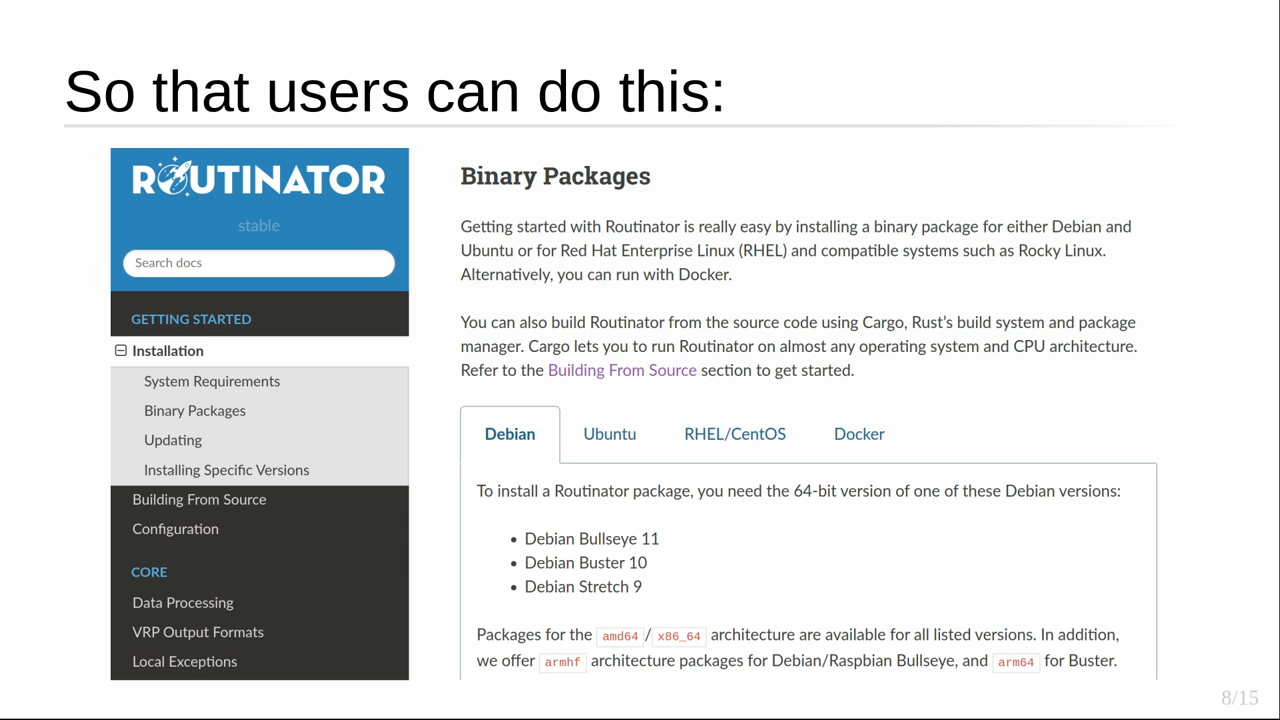 So that users can do this:
ROUTINATOR
stable
Search docs
GETTING STARTED
Installation
System Requirements
Binary Packages
Updating
Installing Specific Versions
Building From Source
Configuration
CORE
Data Processing
VRP Output Formats
Local Exceptions
Binary Packages
Getting started with Routinator is really easy by installing a binary package for either Debian and
Ubuntu or for Red Hat Enterprise Linux (RHEL) and compatible systems such as Rocky Linux.
Alternatively, you can run with Docker.
You can also build Routinator from the source code using Cargo, Rust's build system and package
manager. Cargo lets you to run Routinator on almost any operating system and CPU architecture.
Refer to the Building From Source section to get started.
Debian Ubuntu RHEL/CentOS Docker
To install a Routinator package, you need the 64-bit version of one of these Debian versions:
• Debian Bullseye 11
• Debian Buster 10
• Debian Stretch 9
Packages for the amd64 / x86_64 architecture are available for all listed versions. In addition,
we offer armhf architecture packages for Debian/Raspbian Bullseye, and arm64 for Buster.
8/15